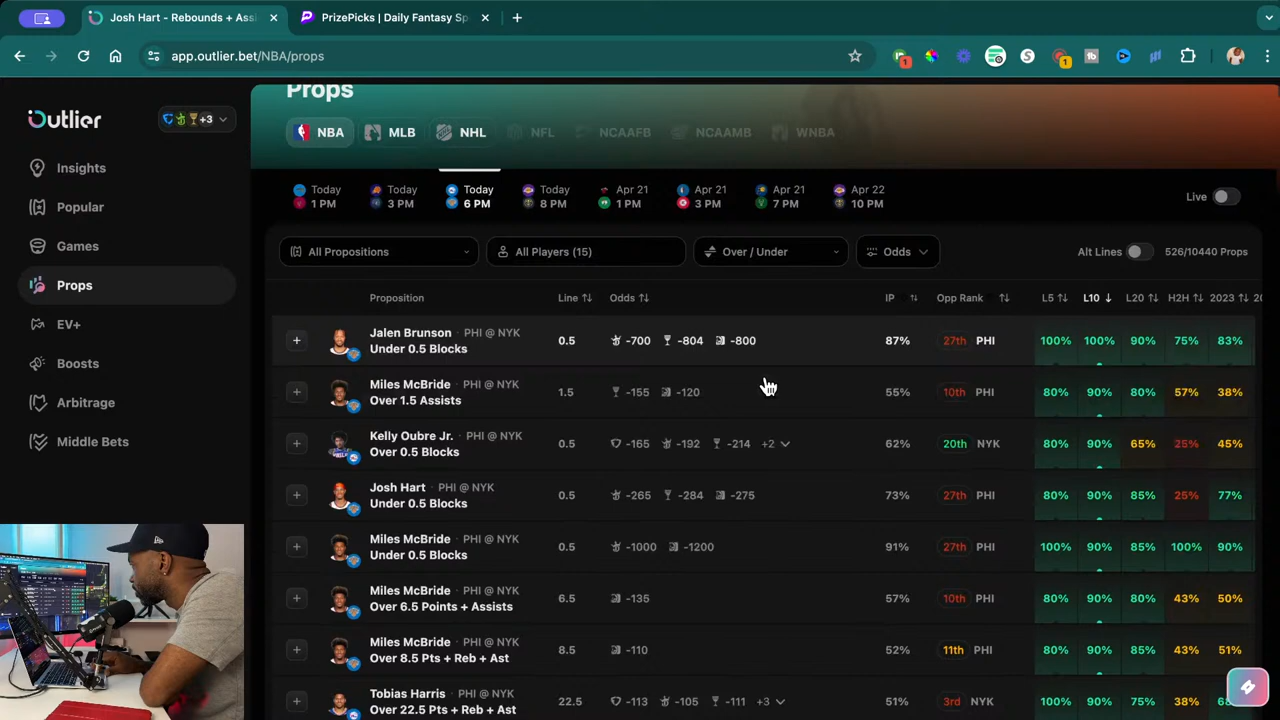 Josh Hart - Rebounds + Assi
PrizePicks | Daily Fantasy Sp
app.outlier.bet/NBA/props
1
1
tb
S
Outlier
+3
Insights
Popular
Games
Props
EV+
Boosts
Arbitrage
Middle Bets
Props
NBA
MLB
NHL
NFL
NCAAFB
NCAAMB
WNBA
Today
1 PM
Today
3 PM
Today
6 PM
Today
8 PM
Apr 21
1 PM
Apr 21
3 PM
Apr 21
7 PM
Apr 22
10 PM
Live
All Propositions
All Players (15)
Over / Under
Odds
Alt Lines
526/10440 Props
Proposition Line Odds IP Opp Rank L5 L10 L20 H2H 2023
Jalen Brunson · PHI @ NYK
Under 0.5 Blocks
0.5 -700 -804 -800 87% 27th PHI 100% 100% 90% 75% 83%
Miles McBride · PHI @ NYK
Over 1.5 Assists
1.5 -155 -120 55% 10th PHI 80% 90% 80% 57% 38%
Kelly Oubre Jr. · PHI @ NYK
Over 0.5 Blocks
0.5 -165 -192 -214 +2 62% 20th NYK 80% 90% 65% 25% 45%
Josh Hart · PHI @ NYK
Under 0.5 Blocks
0.5 -265 -284 -275 73% 27th PHI 80% 90% 85% 25% 77%
Miles McBride · PHI @ NYK
Under 0.5 Blocks
0.5 -1000 -1200 91% 27th PHI 100% 90% 85% 100% 90%
Miles McBride · PHI @ NYK
Over 6.5 Points + Assists
6.5 -135 57% 10th PHI 80% 90% 80% 43% 50%
Miles McBride · PHI @ NYK
Over 8.5 Pts + Reb + Ast
8.5 -110 52% 11th PHI 80% 90% 85% 43% 51%
Tobias Harris · PHI @ NYK
Over 22.5 Pts + Reb + Ast
22.5 -113 -105 -111 +3 51% 3rd NYK 100% 90% 75% 38%